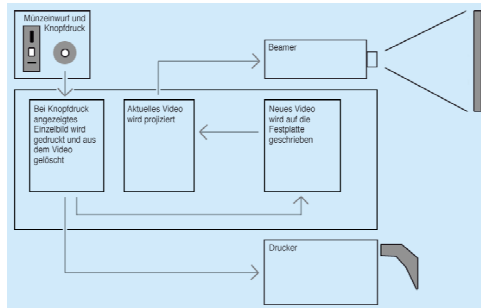 Münzeinwurf und
Knopfdruck
Beamer
Bei Knopfdruck
angezeigtes
Einzelbild wird
gedruckt und aus
dem Video
gelöscht
Aktuelles Video
wird projiziert
Neues Video
wird auf die
Festplatte
geschrieben
Drucker